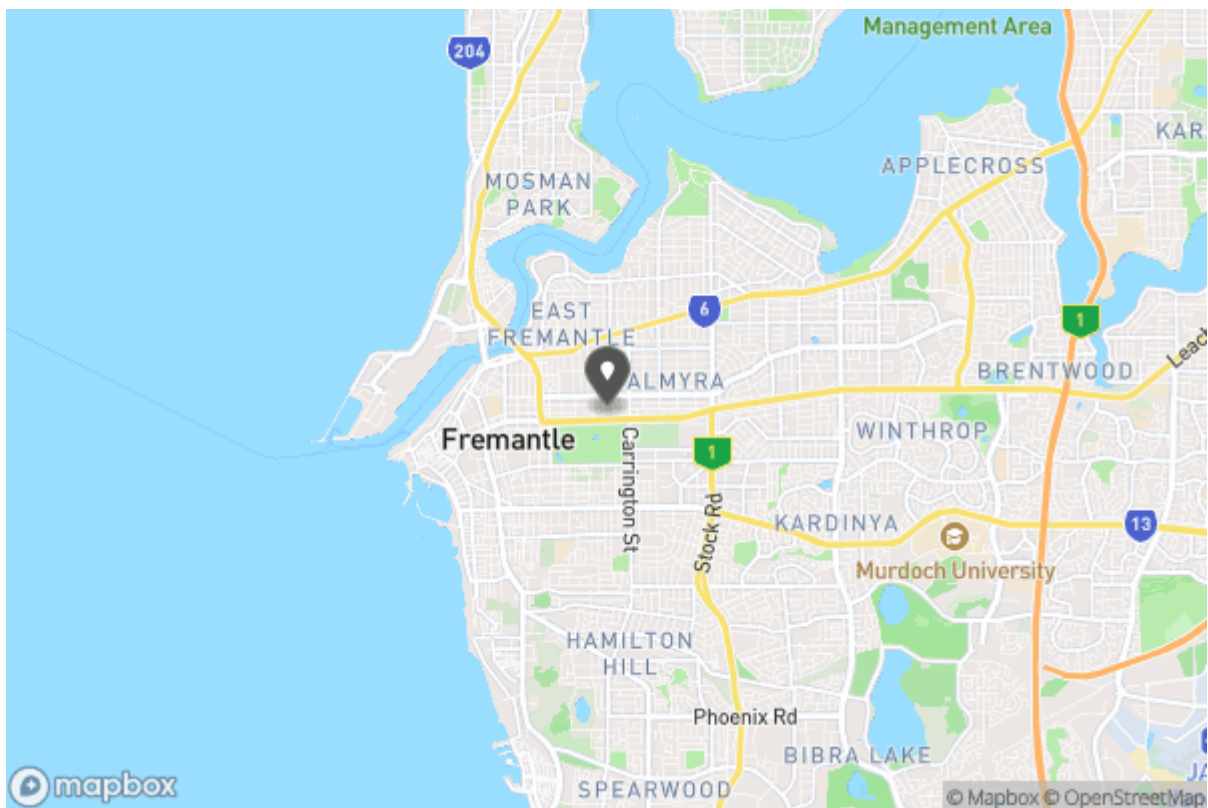 Management Area
204
KAR
APPLECROSS
MOSMAN
PARK
EAST
FREMANTLE
6
1
Leach
ALMYRA
BRENTWOOD
Fremantle
Carrington St
WINTHROP
1
Stock Rd
KARDINYA
13
Murdoch University
HAMILTON
HILL
Phoenix Rd
BIBRA LAKE
JA
SPEARWOOD
mapbox
© Mapbox © OpenStreetMap